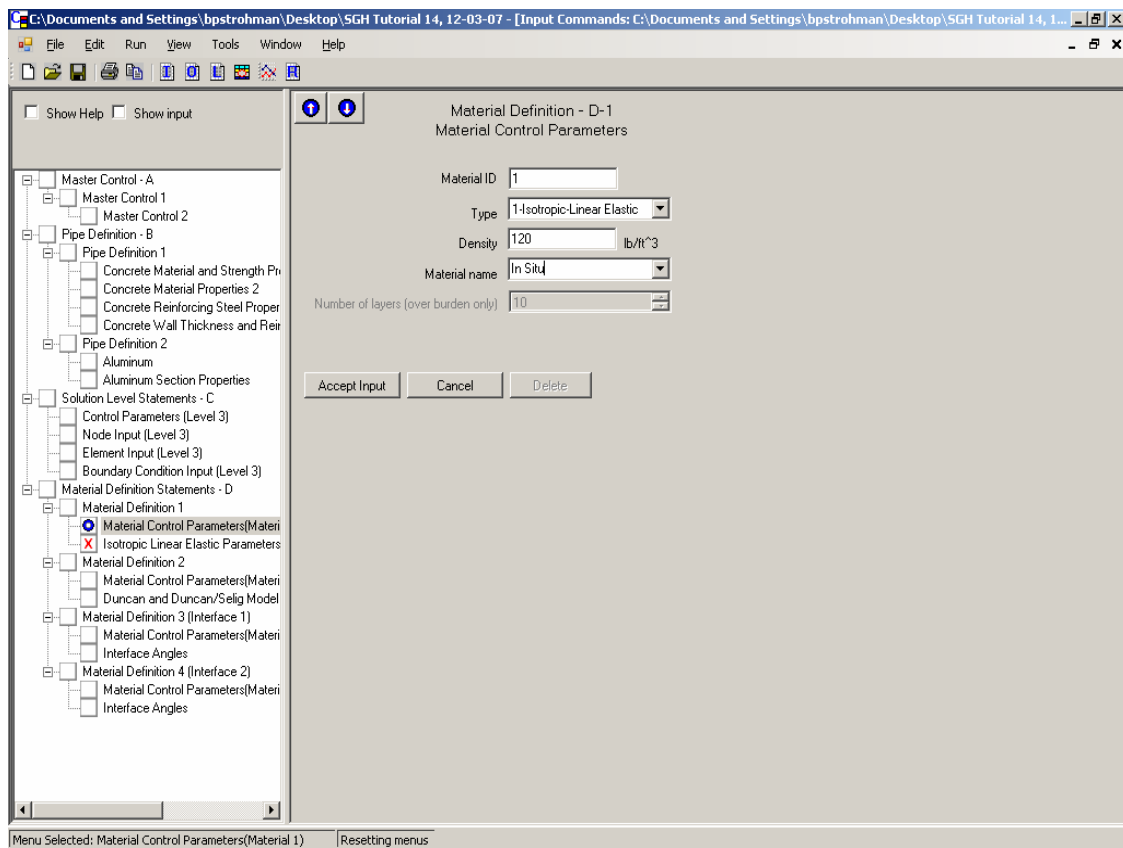 C:\Documents and Settings\bpstrohman\Desktop\SGH Tutorial 14, 12-03-07 - [Input Commands: C:\Documents and Settings\bpstrohman\Desktop\SGH Tutorial 14, 1...
File Edit Run View Tools Window Help
Show Help Show input
Master Control - A
Master Control 1
Master Control 2
Pipe Definition - B
Pipe Definition 1
Concrete Material and Strength Pr
Concrete Material Properties 2
Concrete Reinforcing Steel Proper
Concrete Wall Thickness and Rein
Pipe Definition 2
Aluminum
Aluminum Section Properties
Solution Level Statements - C
Control Parameters (Level 3)
Node Input (Level 3)
Element Input (Level 3)
Boundary Condition Input (Level 3)
Material Definition Statements - D
Material Definition 1
Material Control Parameters(Materi
Isotropic Linear Elastic Parameters
Material Definition 2
Material Control Parameters(Materi
Duncan and Duncan/Selig Model
Material Definition 3 (Interface 1)
Material Control Parameters(Materi
Interface Angles
Material Definition 4 (Interface 2)
Material Control Parameters(Materi
Interface Angles
Material Definition - D-1
Material Control Parameters
Material ID 1
Type 1-Isotropic-Linear Elastic
Density 120 lb/ft^3
Material name In Situ
Number of layers (over burden only) 10
Accept Input Cancel Delete
Menu Selected: Material Control Parameters(Material 1) Resetting menus